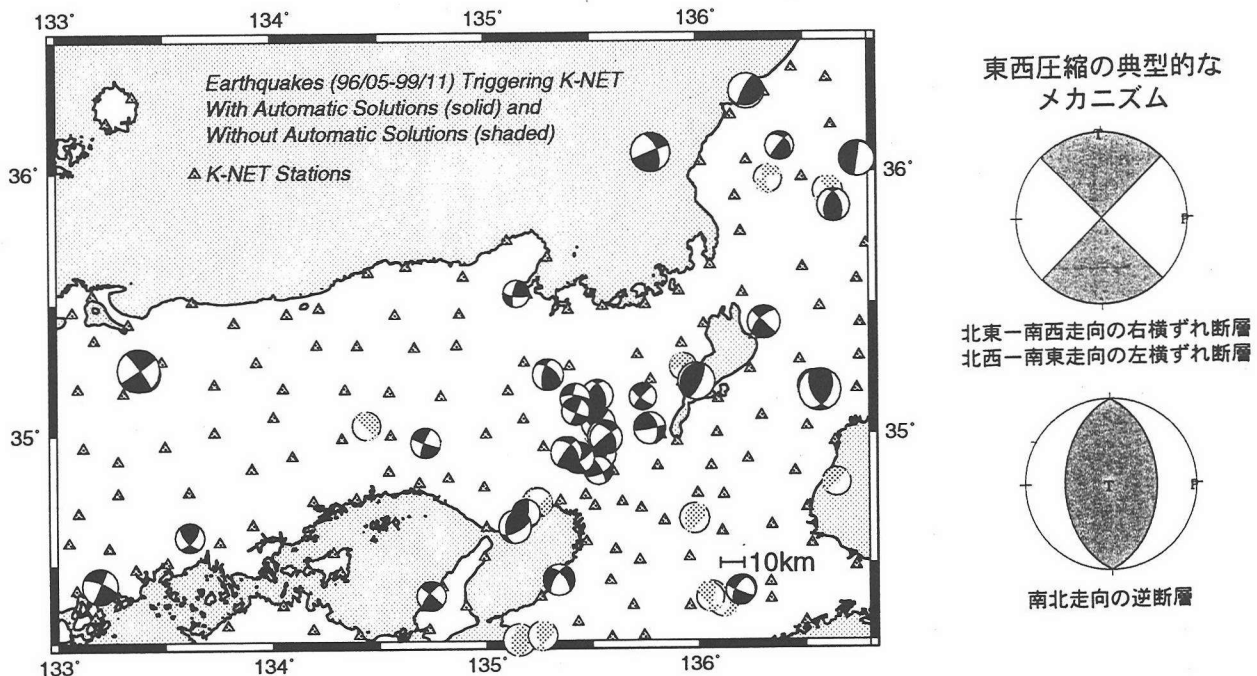 133° 134° 135° 136°
Earthquakes (96/05-99/11) Triggering K-NET
With Automatic Solutions (solid) and
Without Automatic Solutions (shaded)
K-NET Stations
36° 36°
35° 35°
10km
133° 134° 135° 136°
東西圧縮の典型的な
メカニズム
T
P
北東ー南西走向の右横ずれ断層
北西ー南東走向の左横ずれ断層
T
P
南北走向の逆断層